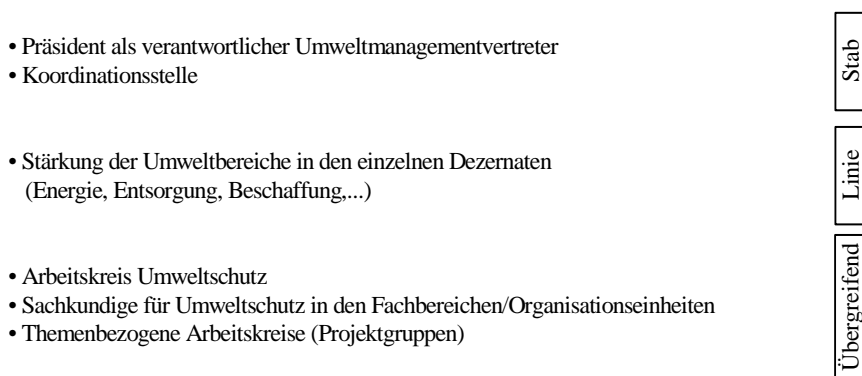 • Präsident als verantwortlicher Umweltmanagementvertreter
• Koordinationsstelle
Stab
• Stärkung der Umweltbereiche in den einzelnen Dezernaten
(Energie, Entsorgung, Beschaffung,...)
Linie
• Arbeitskreis Umweltschutz
• Sachkundige für Umweltschutz in den Fachbereichen/Organisationseinheiten
• Themenbezogene Arbeitskreise (Projektgruppen)
Übergreifend